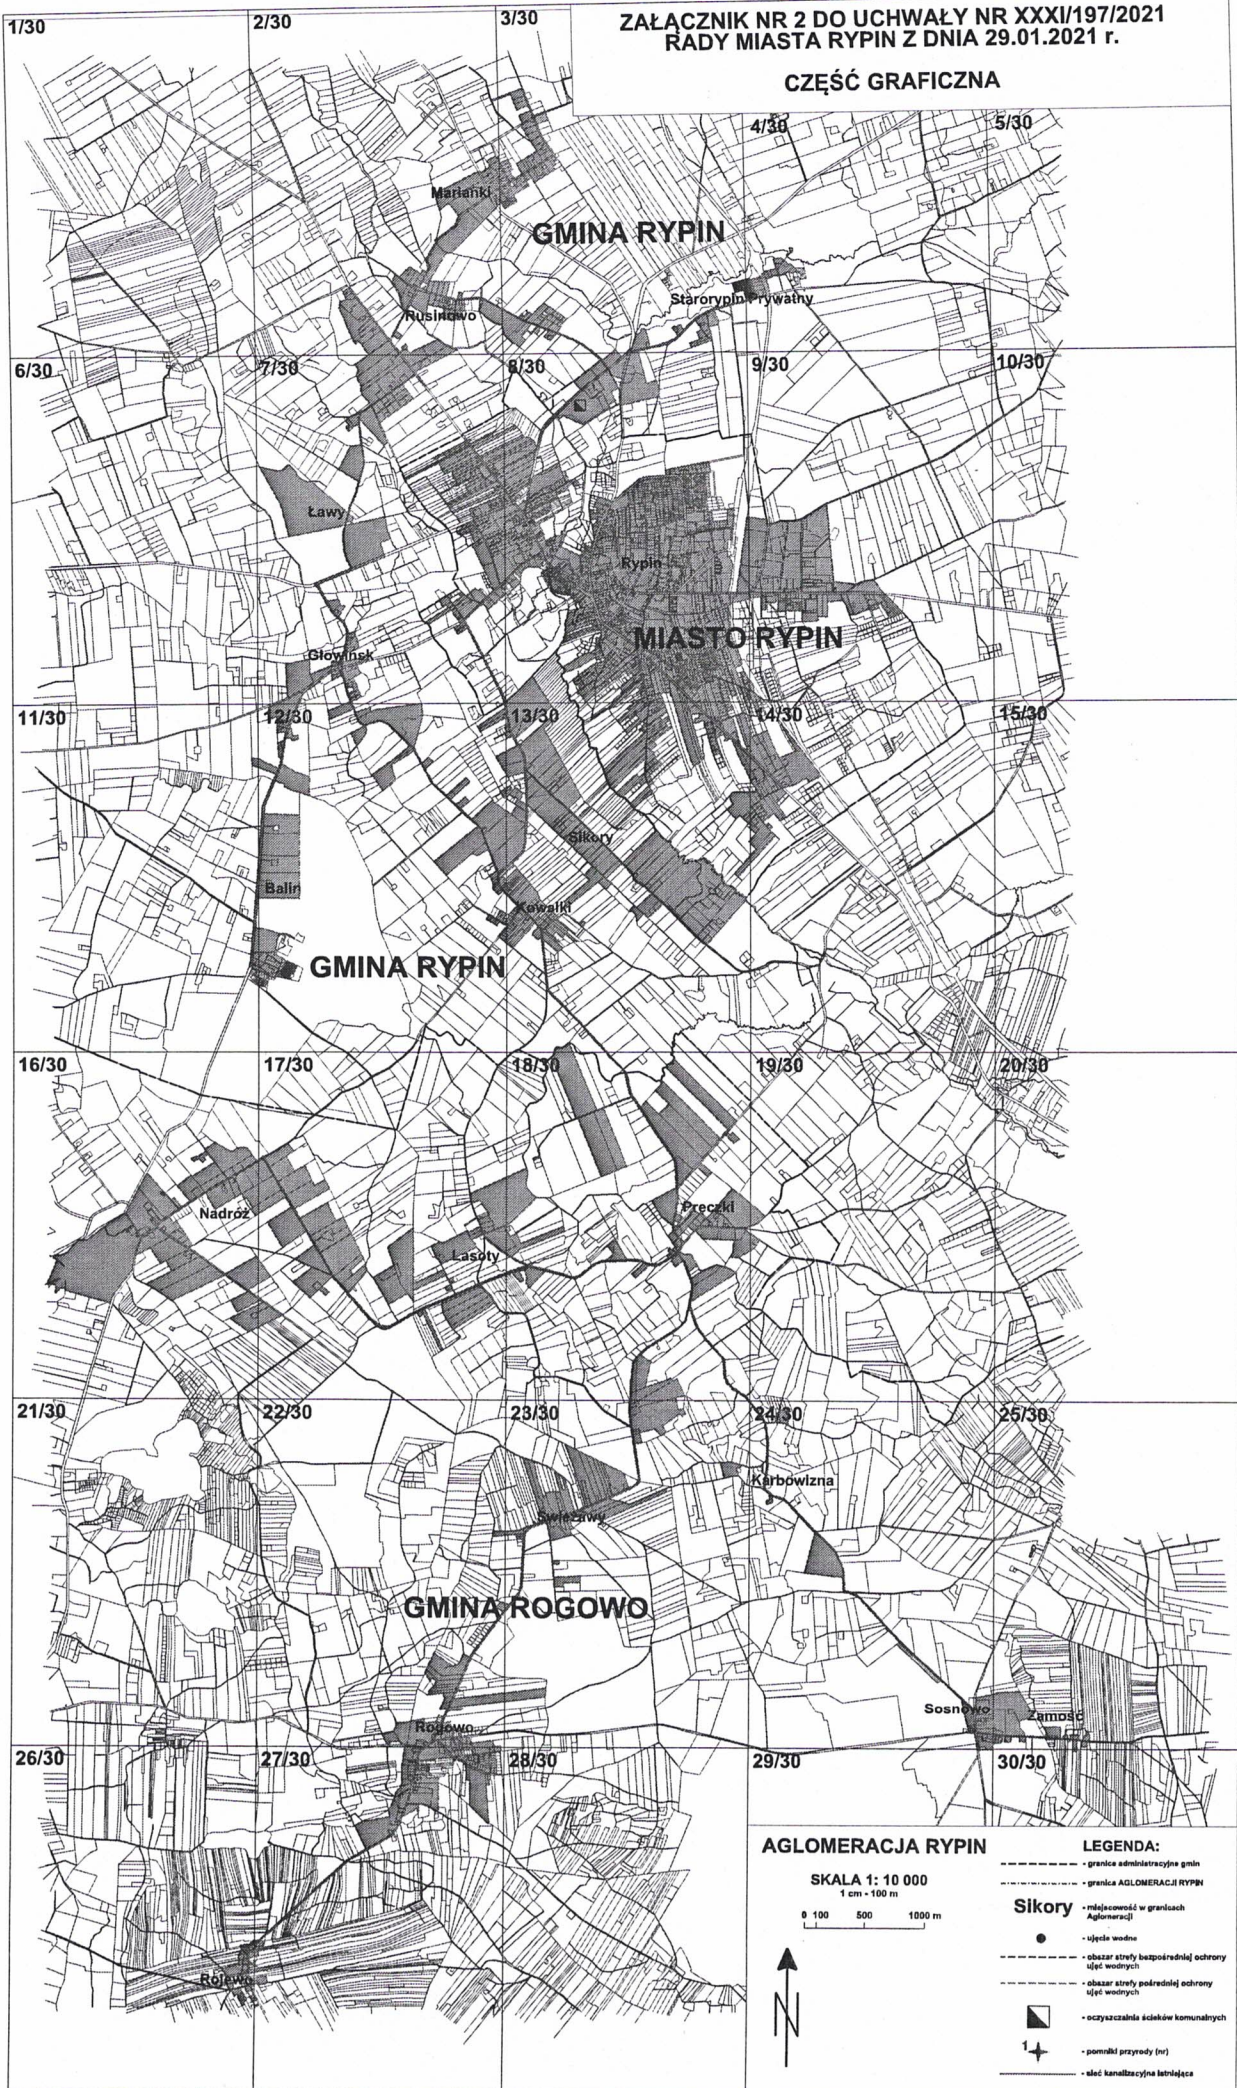 1/30
2/30
3/30
ZAŁĄCZNIK NR 2 DO UCHWAŁY NR XXXI/197/2021
RADY MIASTA RYPIN Z DNIA 29.01.2021 r.
CZĘŚĆ GRAFICZNA
4/30
5/30
Marianki
GMINA RYPIN
Starorypin Prywatny
Rusinowo
6/30
7/30
8/30
9/30
10/30
Ławy
Rypin
MIASTO RYPIN
Głowińsk
11/30
12/30
13/30
14/30
15/30
Sikory
Balin
Kowalki
GMINA RYPIN
16/30
17/30
18/30
19/30
20/30
Nadróż
Pręczki
Lasoty
21/30
22/30
23/30
24/30
25/30
Karbowizna
Świeżawy
GMINA ROGOWO
Sosnowo
Zamość
Rogowo
26/30
27/30
28/30
29/30
30/30
AGLOMERACJA RYPIN
SKALA 1: 10 000
1 cm - 100 m
0 100 500 1000 m
N
LEGENDA:
- granice administracyjne gmin
- granica AGLOMERACJI RYPIN
Sikory - miejscowość w granicach
Aglomeracji
- ujęcie wodne
- obszar strefy bezpośredniej ochrony
ujęć wodnych
- obszar strefy pośredniej ochrony
ujęć wodnych
- oczyszczalnia ścieków komunalnych
1 - pomniki przyrody (nr)
- sieć kanalizacyjna istniejąca
Rojewo